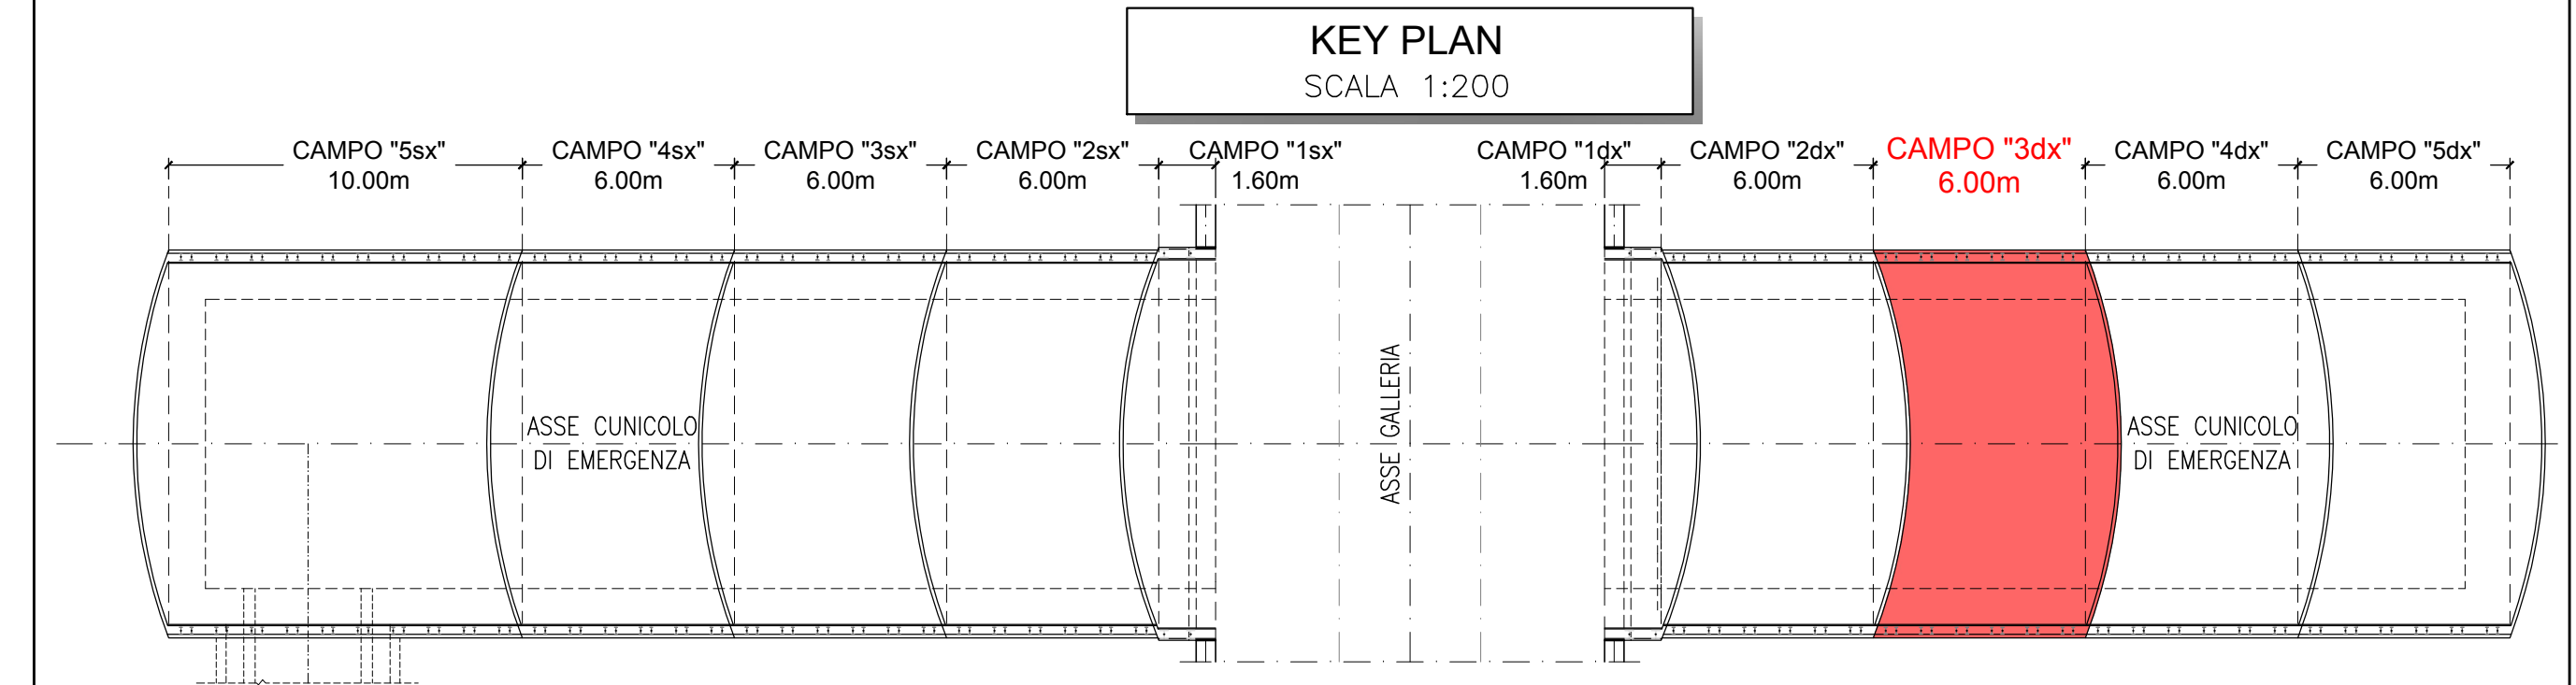 KEY PLAN
SCALA 1:200
CAMPO "5sx"
10.00m
CAMPO "4sx"
6.00m
CAMPO "3sx"
6.00m
CAMPO "2sx"
6.00m
CAMPO "1sx"
1.60m
CAMPO "1dx"
1.60m
CAMPO "2dx"
6.00m
CAMPO "3dx"
6.00m
CAMPO "4dx"
6.00m
CAMPO "5dx"
6.00m
ASSE CUNICOLO
DI EMERGENZA
ASSE GALLERIA
ASSE CUNICOLO
DI EMERGENZA